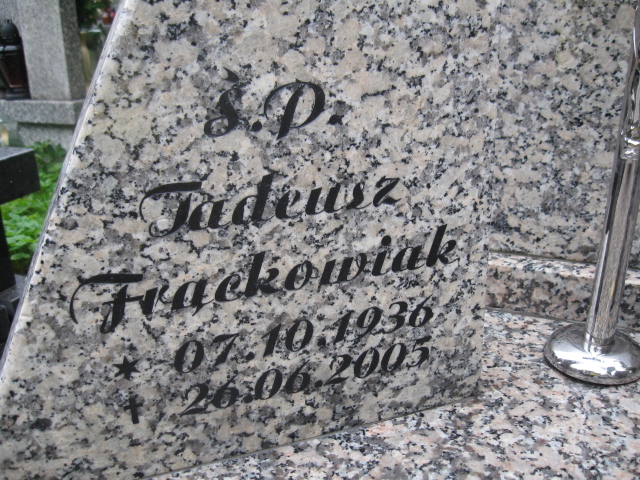 ś.P.
Tadeusz
Frąckowiak
* 07.10.1936
† 26.06.2005